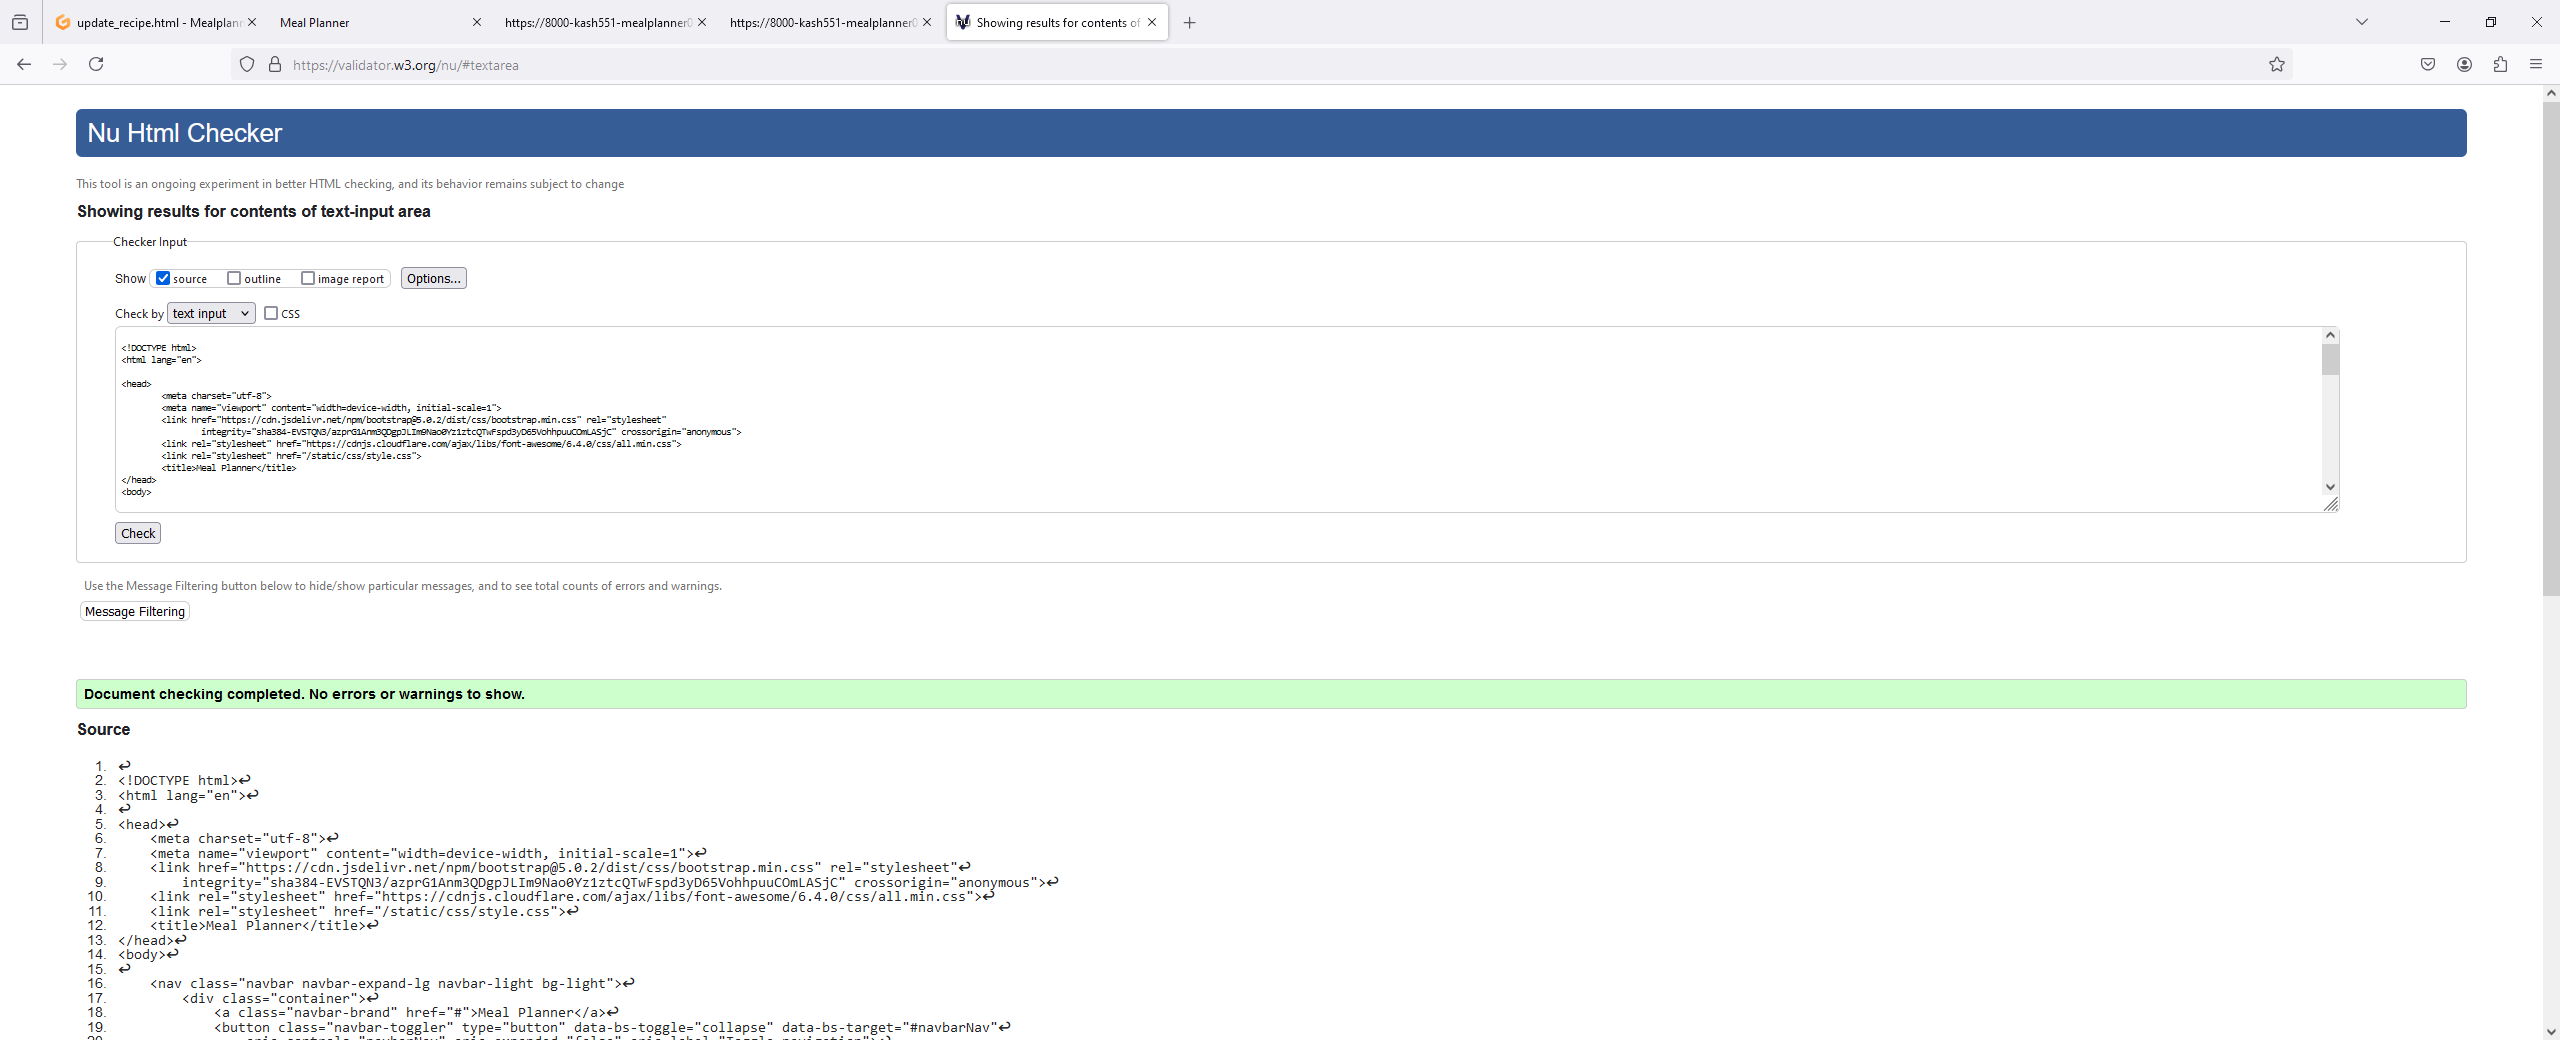 update_recipe.html - Mealplann
Meal Planner
https://8000-kash551-mealplanner0
https://8000-kash551-mealplanner0
Showing results for contents of
https://validator.w3.org/nu/#textarea
Nu Html Checker
This tool is an ongoing experiment in better HTML checking, and its behavior remains subject to change
Showing results for contents of text-input area
Checker Input
Show source outline image report Options...
Check by text input CSS
<!DOCTYPE html>
<html lang="en">
<head>
<meta charset="utf-8">
<meta name="viewport" content="width=device-width, initial-scale=1">
<link href="https://cdn.jsdelivr.net/npm/bootstrap@5.0.2/dist/css/bootstrap.min.css" rel="stylesheet"
integrity="sha384-EVSTQN3/azprG1Anm3QDgpJLIm9Nao0Yz1ztcQTwFspd3yD65VohhpuuCOmLASjC" crossorigin="anonymous">
<link rel="stylesheet" href="https://cdnjs.cloudflare.com/ajax/libs/font-awesome/6.4.0/css/all.min.css">
<link rel="stylesheet" href="/static/css/style.css">
<title>Meal Planner</title>
</head>
<body>
Check
Use the Message Filtering button below to hide/show particular messages, and to see total counts of errors and warnings.
Message Filtering
Document checking completed. No errors or warnings to show.
Source
1. ↩
2. <!DOCTYPE html>↩
3. <html lang="en">↩
4. ↩
5. <head>↩
6. <meta charset="utf-8">↩
7. <meta name="viewport" content="width=device-width, initial-scale=1">↩
8. <link href="https://cdn.jsdelivr.net/npm/bootstrap@5.0.2/dist/css/bootstrap.min.css" rel="stylesheet"↩
9. integrity="sha384-EVSTQN3/azprG1Anm3QDgpJLIm9Nao0Yz1ztcQTwFspd3yD65VohhpuuCOmLASjC" crossorigin="anonymous">↩
10. <link rel="stylesheet" href="https://cdnjs.cloudflare.com/ajax/libs/font-awesome/6.4.0/css/all.min.css">↩
11. <link rel="stylesheet" href="/static/css/style.css">↩
12. <title>Meal Planner</title>↩
13. </head>↩
14. <body>↩
15. ↩
16. <nav class="navbar navbar-expand-lg navbar-light bg-light">↩
17. <div class="container">↩
18. <a class="navbar-brand" href="#">Meal Planner</a>↩
19. <button class="navbar-toggler" type="button" data-bs-toggle="collapse" data-bs-target="#navbarNav"↩
20. aria-controls="navbarNav" aria-expanded="false" aria-label="Toggle navigation">↩